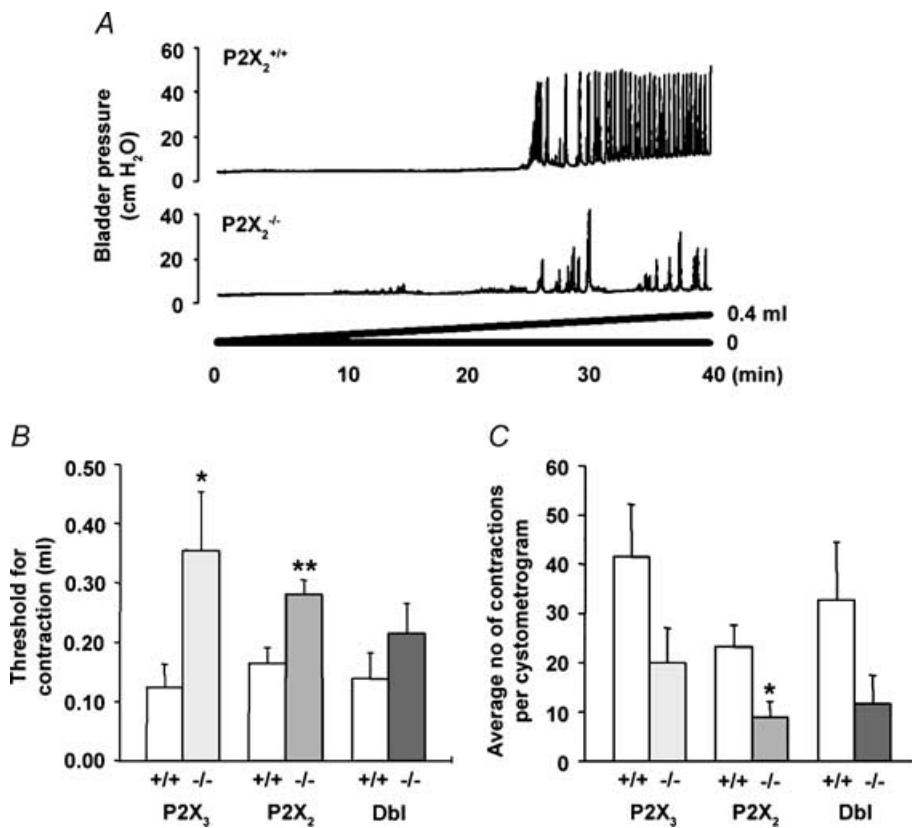 A
P2X₂⁺/⁺
60
40
20
0
P2X₂⁻/⁻
40
20
0
Bladder pressure
(cm H₂O)
0.4 ml
0
0 10 20 30 40 (min)
B
0.50
0.40
0.30
0.20
0.10
0.00
Threshold for
contraction (ml)
*
**
+/+ -/- +/+ -/- +/+ -/-
P2X₃ P2X₂ Dbl
C
60
50
40
30
20
10
0
Average no of contractions
per cystometrogram
*
+/+ -/- +/+ -/- +/+ -/-
P2X₃ P2X₂ Dbl